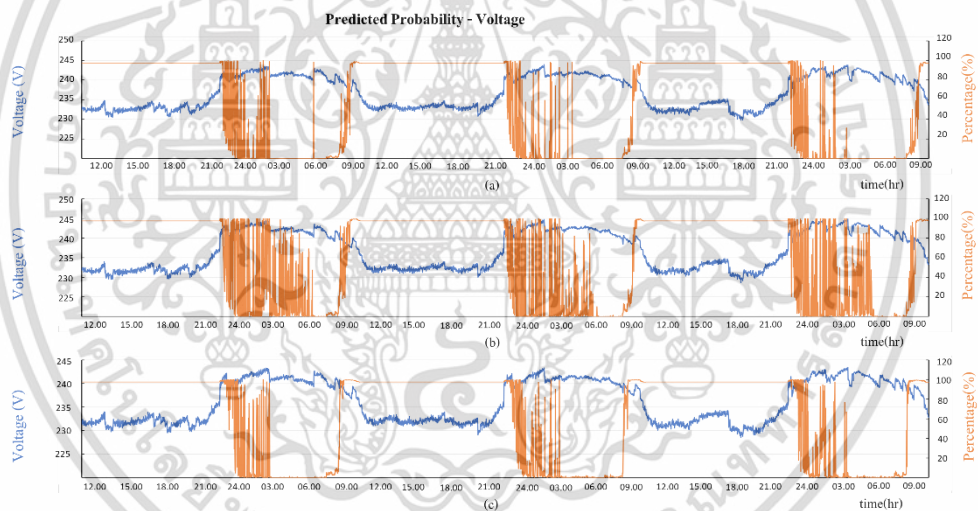 Predicted Probability - Voltage
250 120
245 100
240 80
235 60
230 40
225 20
Voltage (V) Percentage(%)
12.00 15.00 18.00 21.00 24.00 03.00 06.00 09.00 12.00 15.00 18.00 21.00 24.00 03.00 06.00 09.00 12.00 15.00 18.00 21.00 24.00 03.00 06.00 09.00
(a) time(hr)
250 120
245 100
240 80
235 60
230 40
225 20
Voltage (V) Percentage(%)
12.00 15.00 18.00 21.00 24.00 03.00 06.00 09.00 12.00 15.00 18.00 21.00 24.00 03.00 06.00 09.00 12.00 15.00 18.00 21.00 24.00 03.00 06.00 09.00
(b) time(hr)
245 120
240 100
235 80
230 60
220 40
20
Voltage (V) Percentage(%)
12.00 15.00 18.00 21.00 24.00 03.00 06.00 09.00 12.00 15.00 18.00 21.00 24.00 03.00 06.00 09.00 12.00 15.00 18.00 21.00 24.00 03.00 06.00 09.00
(c) time(hr)